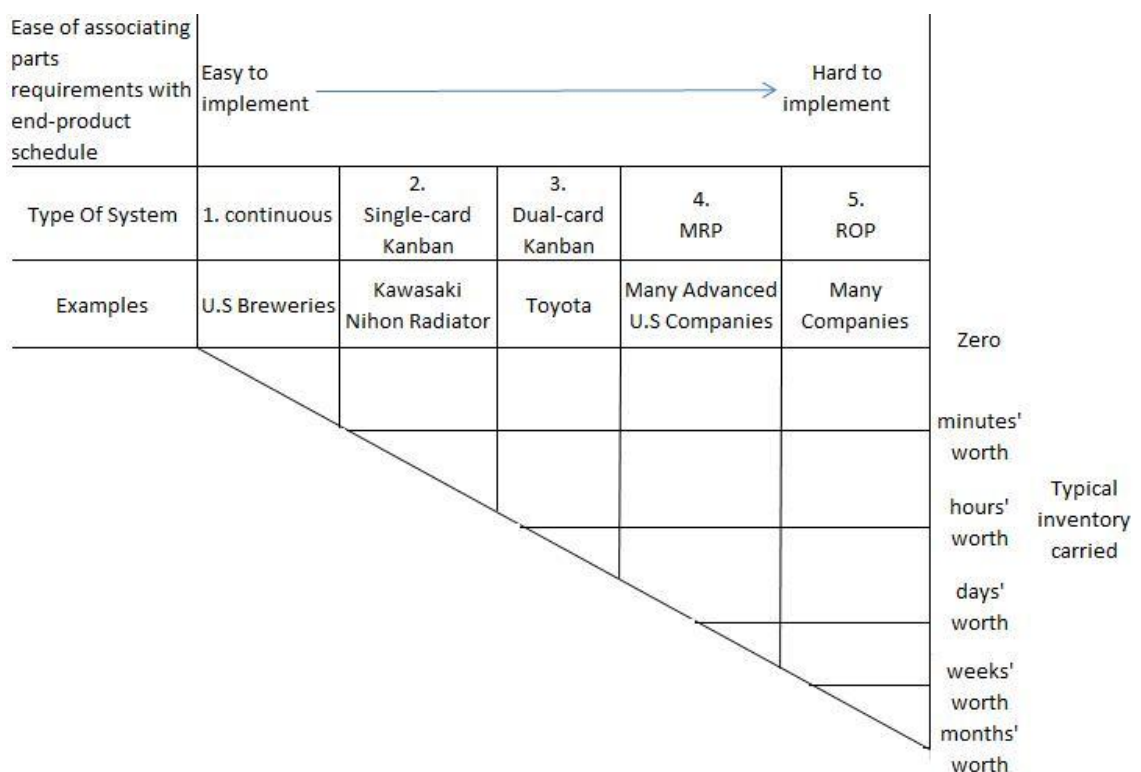 Ease of associating
parts
requirements with
end-product
schedule
Easy to
implement
Hard to
implement
Type Of System
1. continuous
2.
Single-card
Kanban
3.
Dual-card
Kanban
4.
MRP
5.
ROP
Examples
U.S Breweries
Kawasaki
Nihon Radiator
Toyota
Many Advanced
U.S Companies
Many
Companies
Zero
minutes'
worth
hours'
worth
days'
worth
weeks'
worth
months'
worth
Typical
inventory
carried